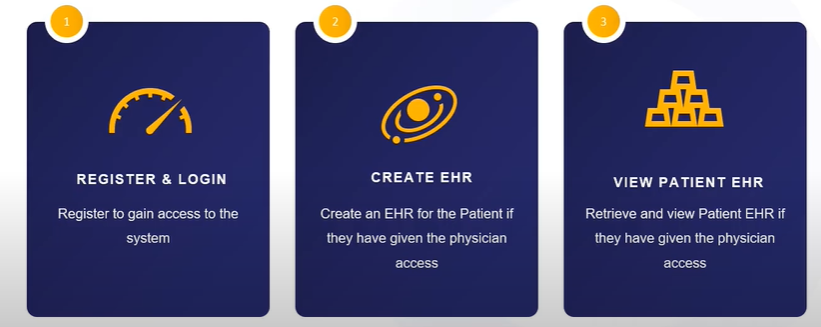 1
REGISTER & LOGIN
Register to gain access to the
system
2
CREATE EHR
Create an EHR for the Patient if
they have given the physician
access
3
VIEW PATIENT EHR
Retrieve and view Patient EHR if
they have given the physician
access